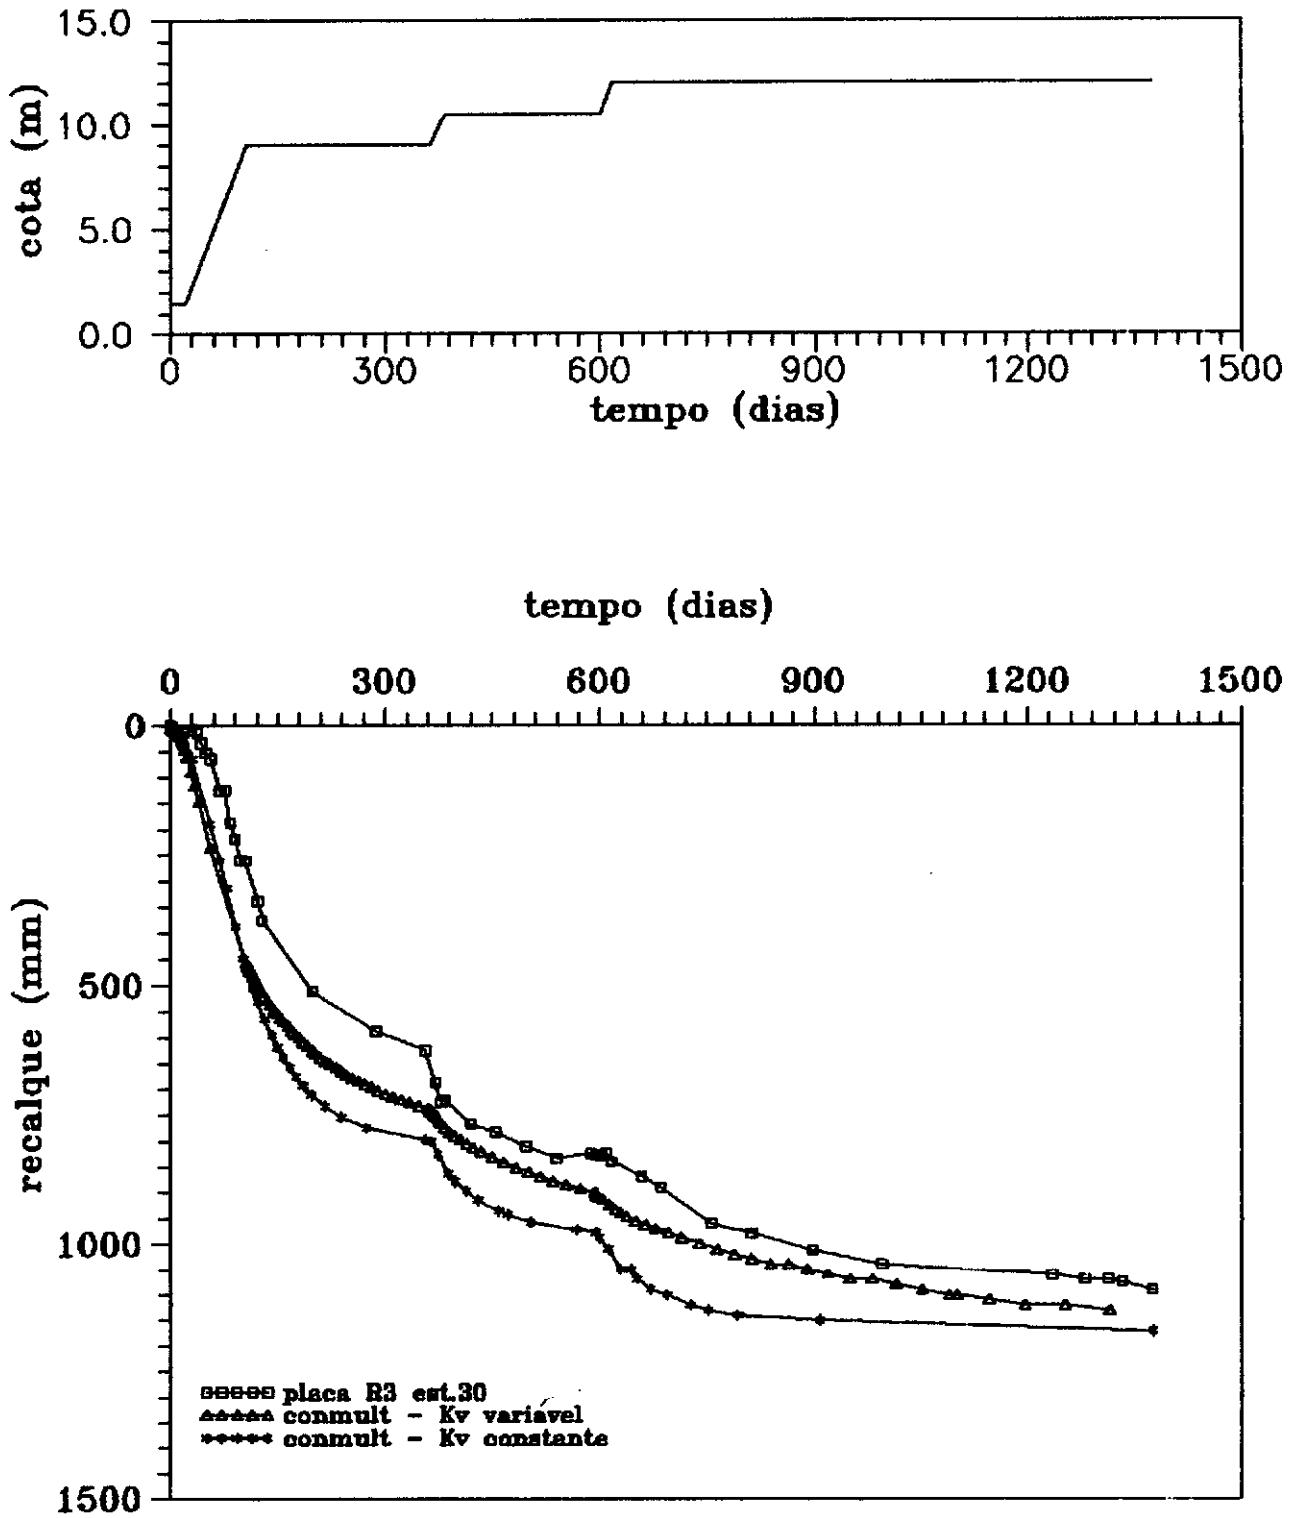 15.0
10.0
5.0
0.0
cota (m)
0 300 600 900 1200 1500
tempo (dias)
tempo (dias)
0 300 600 900 1200 1500
0
500
1000
1500
recalque (mm)
placa R3 est.30
conmult - Kv variavel
conmult - Kv constante